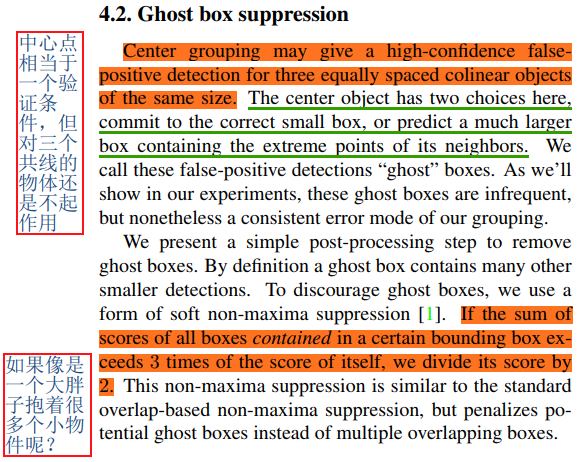 4.2. Ghost box suppression
中心点
相当于
一个验
证条
件，但
对三个
共线的
物体还
是不起
作用
Center grouping may give a high-confidence false-
positive detection for three equally spaced colinear objects
of the same size. The center object has two choices here,
commit to the correct small box, or predict a much larger
box containing the extreme points of its neighbors. We
call these false-positive detections “ghost” boxes. As we’ll
show in our experiments, these ghost boxes are infrequent,
but nonetheless a consistent error mode of our grouping.
We present a simple post-processing step to remove
ghost boxes. By definition a ghost box contains many other
smaller detections. To discourage ghost boxes, we use a
form of soft non-maxima suppression [1]. If the sum of
scores of all boxes contained in a certain bounding box ex-
ceeds 3 times of the score of itself, we divide its score by
2. This non-maxima suppression is similar to the standard
overlap-based non-maxima suppression, but penalizes po-
tential ghost boxes instead of multiple overlapping boxes.
如果像是
一个大胖
子抱着很
多个小物
件呢？